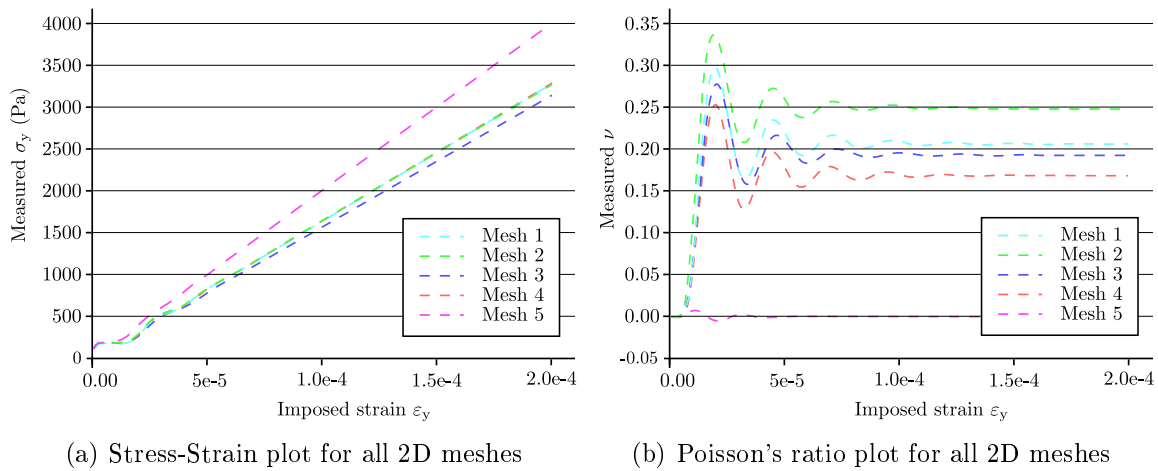 4000
3500
3000
2500
2000
1500
1000
500
0
Measured σy (Pa)
0.00
5e-5
1.0e-4
1.5e-4
2.0e-4
Imposed strain εy
Mesh 1
Mesh 2
Mesh 3
Mesh 4
Mesh 5
(a) Stress-Strain plot for all 2D meshes
0.35
0.30
0.25
0.20
0.15
0.10
0.05
0.00
-0.05
Measured ν
0.00
5e-5
1.0e-4
1.5e-4
2.0e-4
Imposed strain εy
Mesh 1
Mesh 2
Mesh 3
Mesh 4
Mesh 5
(b) Poisson's ratio plot for all 2D meshes